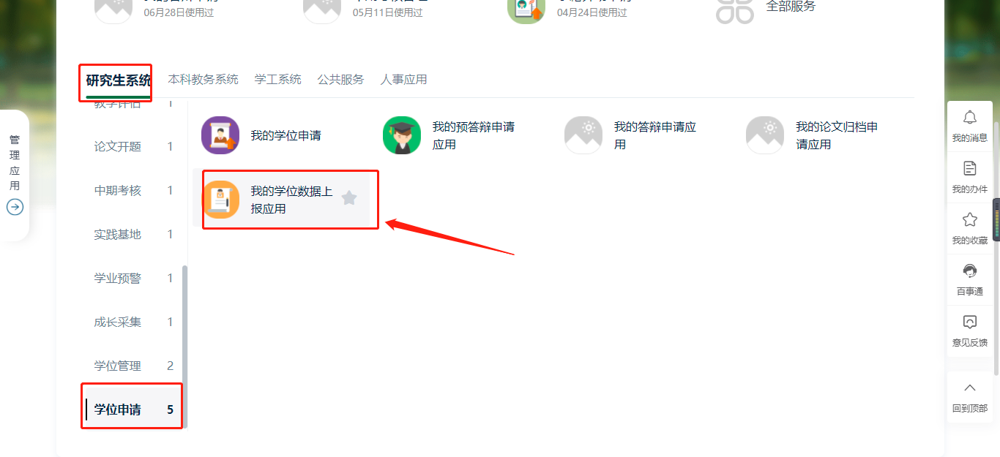 06月28日使用过
05月11日使用过
04月24日使用过
全部服务
研究生系统
本科教务系统
学工系统
公共服务
人事应用
教学评估 1
论文开题 1
中期考核 1
实践基地 1
学业预警 1
成长采集 1
学位管理 2
学位申请 5
我的学位申请
我的预答辩申请
应用
我的答辩申请应
用
我的论文归档申
请应用
我的学位数据上
报应用
管
理
应
用
我的消息
我的办件
我的收藏
百事通
意见反馈
回到顶部